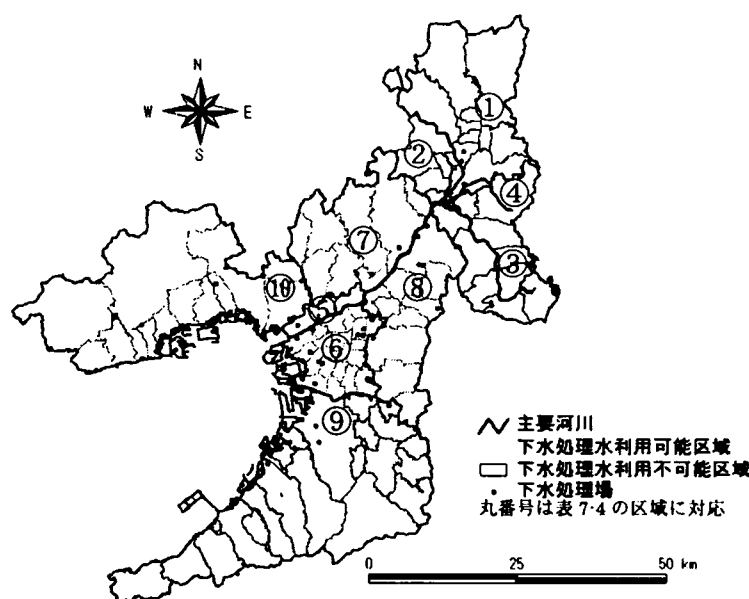 N
W E
S
①
②
④
⑦
③
⑩
⑧
⑤
⑥
⑨
主要河川
下水処理水利用可能区域
下水処理水利用不可能区域
下水処理場
丸番号は表 7·4 の区域に対応
0 25 50 km